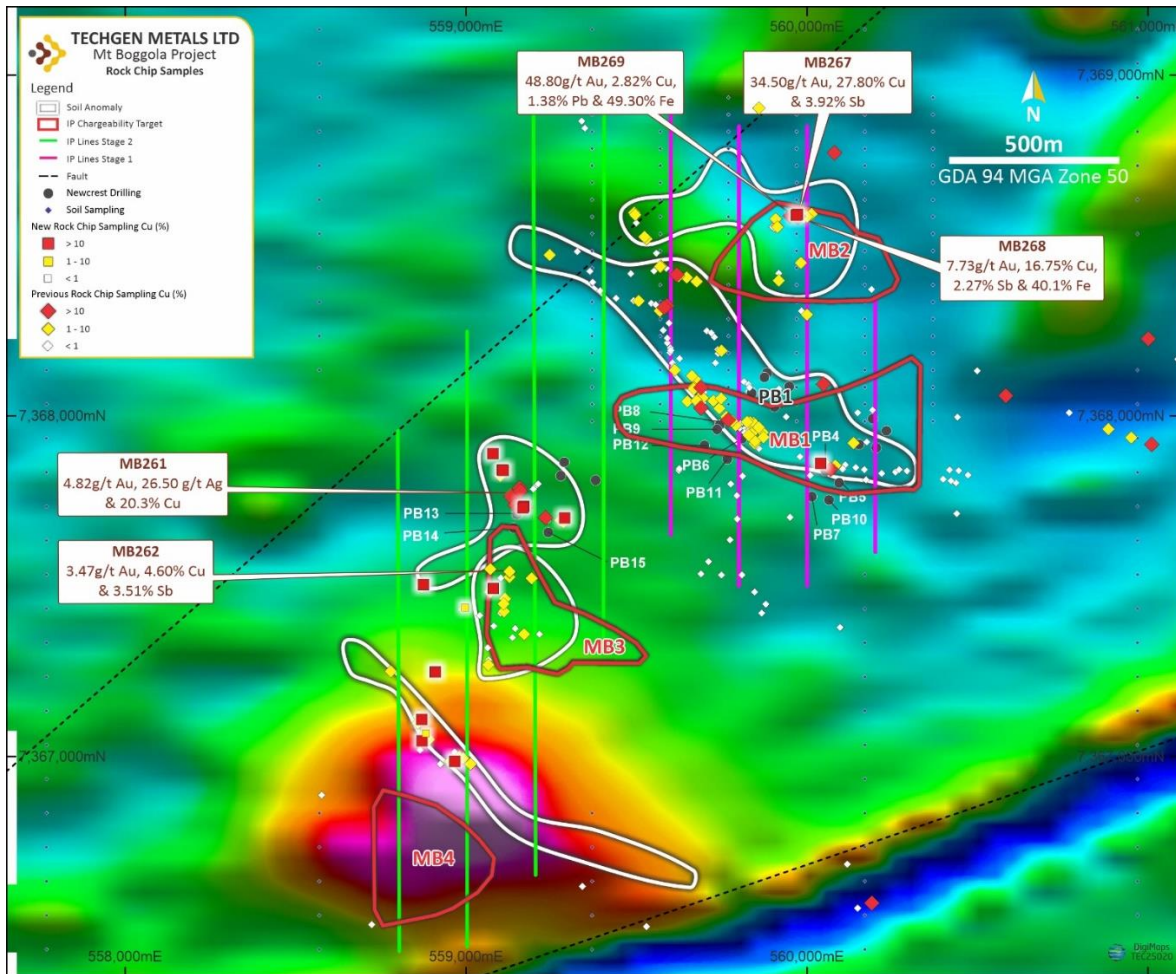 TECHGEN METALS LTD
Mt Boggola Project
Rock Chip Samples
Legend
Soil Anomaly
IP Chargeability Target
IP Lines Stage 2
IP Lines Stage 1
Fault
Newcrest Drilling
Soil Sampling
New Rock Chip Sampling Cu (%)
> 10
1 - 10
< 1
Previous Rock Chip Sampling Cu (%)
> 10
1 - 10
< 1
559,000mE
560,000mE
561,000mE
7,369,000mN
N
500m
GDA 94 MGA Zone 50
MB269
48.80g/t Au, 2.82% Cu,
1.38% Pb & 49.30% Fe
MB267
34.50g/t Au, 27.80% Cu
& 3.92% Sb
MB268
7.73g/t Au, 16.75% Cu,
2.27% Sb & 40.1% Fe
MB2
7,368,000mN
7,368,000mN
PB1
PB8
PB9
PB12
MB1
PB4
PB6
PB11
PB5
PB10
PB7
MB261
4.82g/t Au, 26.50 g/t Ag
& 20.3% Cu
PB13
PB14
PB15
MB262
3.47g/t Au, 4.60% Cu
& 3.51% Sb
MB3
7,367,000mN
MB4
558,000mE
559,000mE
560,000mE
DigiMaps